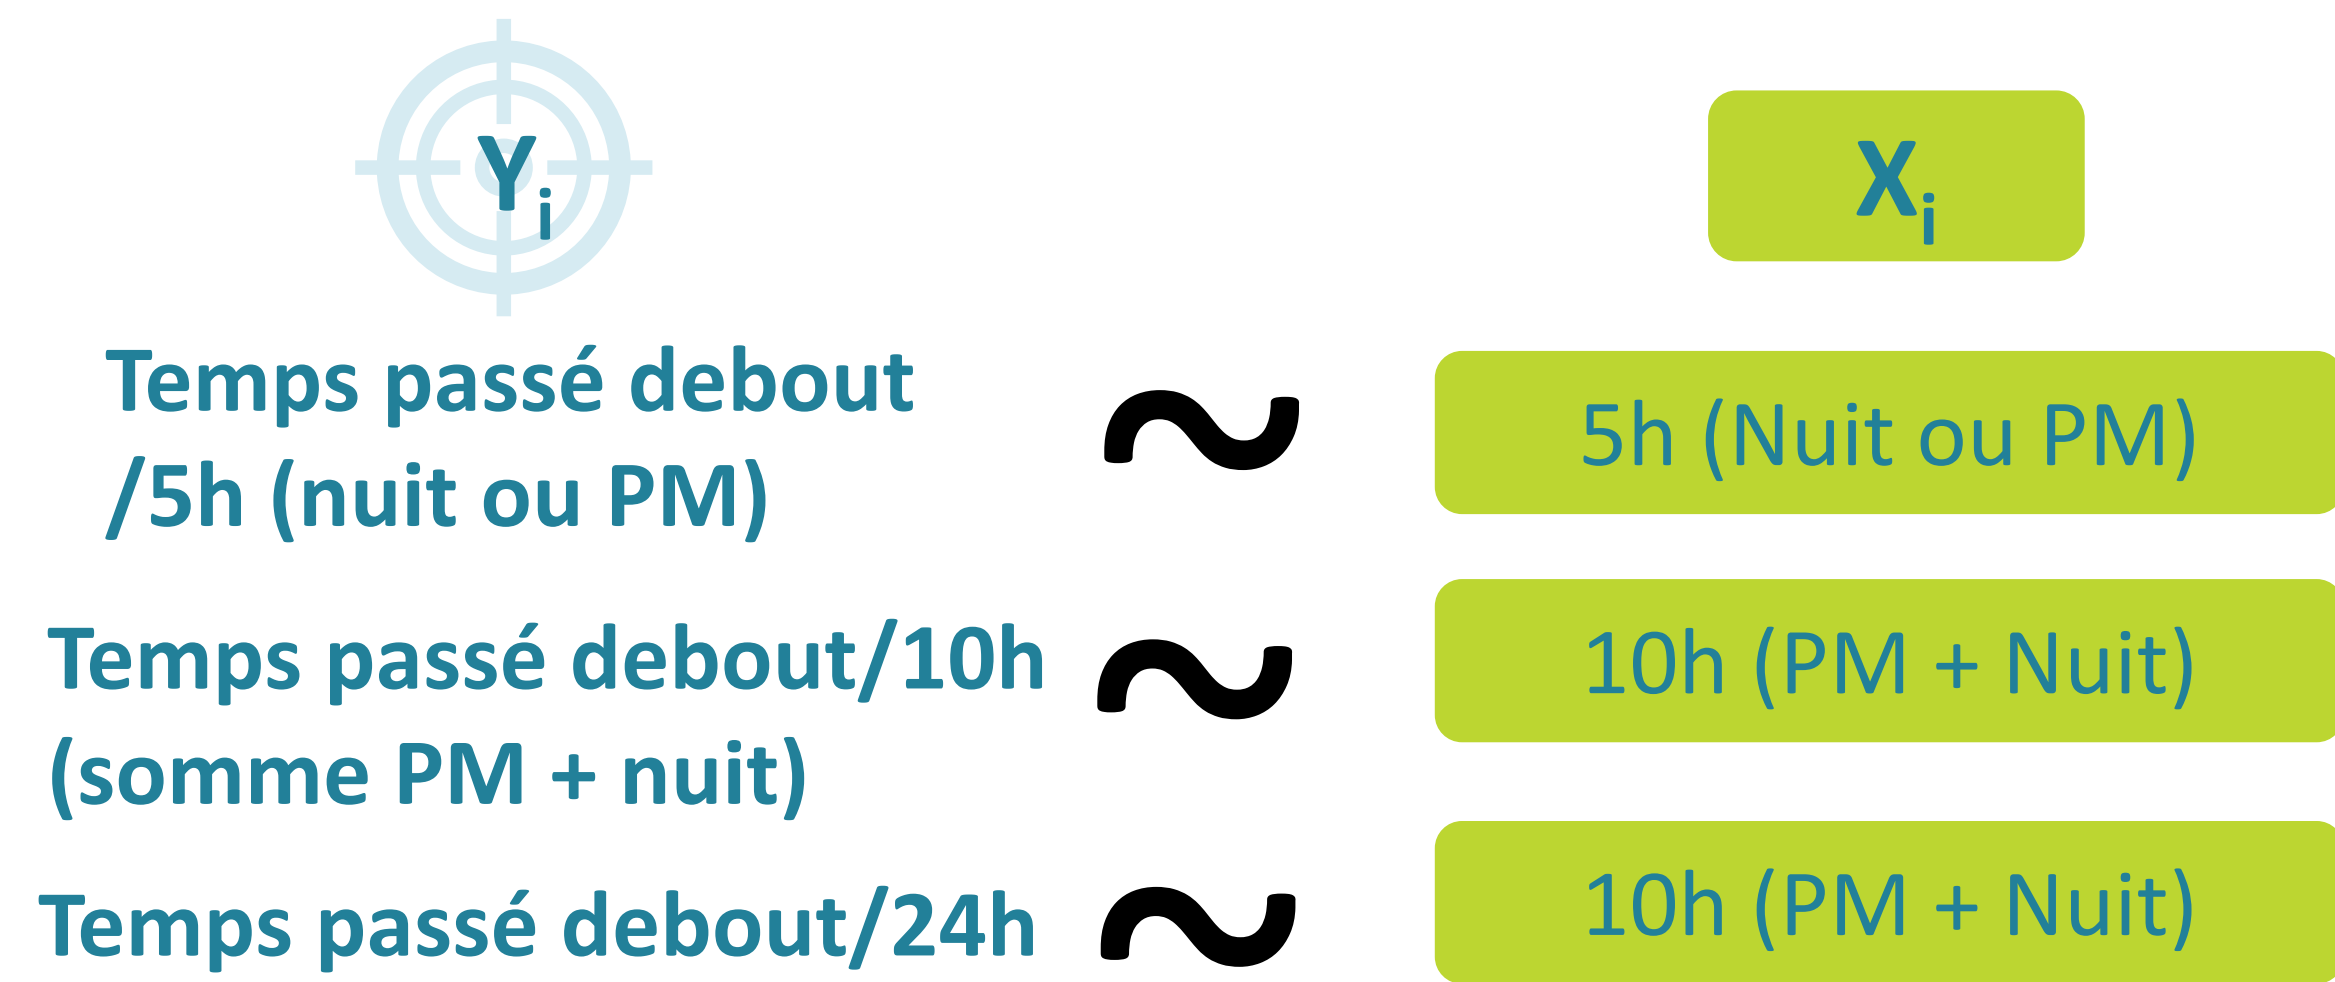 Yi
Xi
Temps passé debout
/5h (nuit ou PM)
~
5h (Nuit ou PM)
Temps passé debout/10h
(somme PM + nuit)
~
10h (PM + Nuit)
Temps passé debout/24h
~
10h (PM + Nuit)